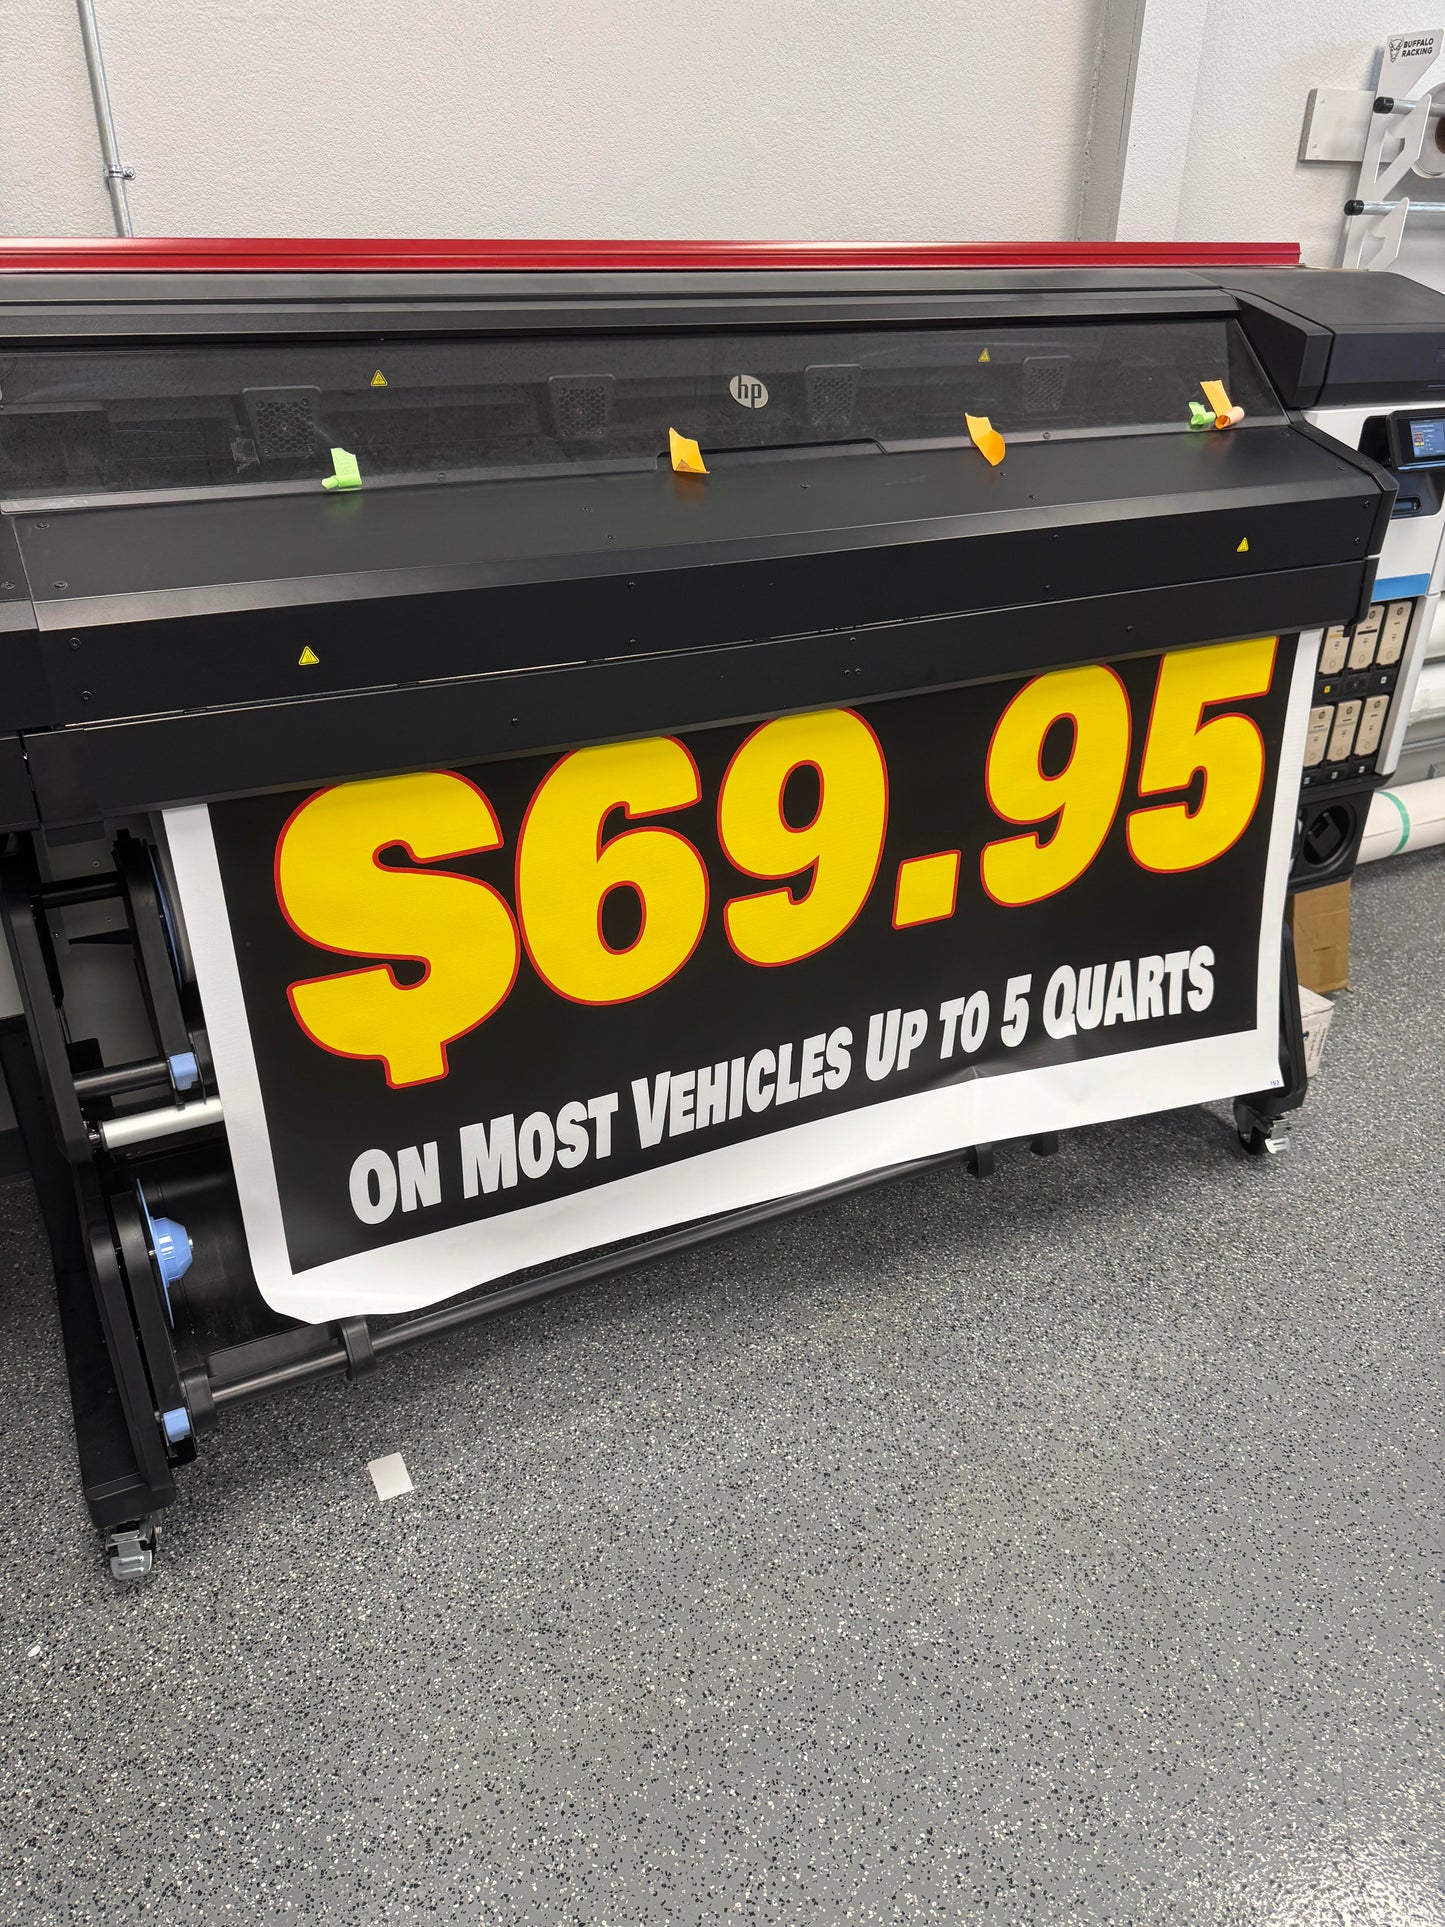 BUFFALO
RACKING
hp
$69.95
ON MOST VEHICLES UP TO 5 QUARTS